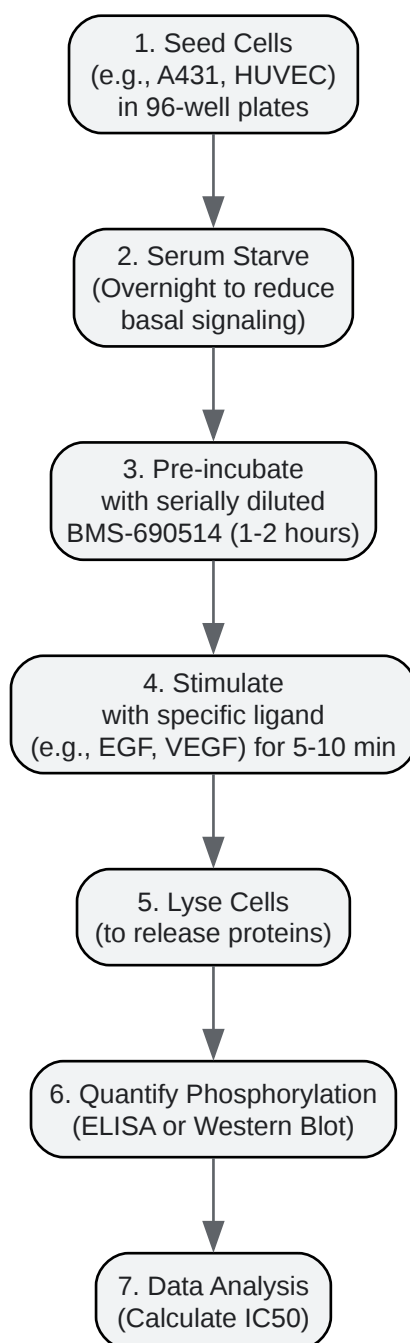 1. Seed Cells
(e.g., A431, HUVEC)
in 96-well plates
2. Serum Starve
(Overnight to reduce
basal signaling)
3. Pre-incubate
with serially diluted
BMS-690514 (1-2 hours)
4. Stimulate
with specific ligand
(e.g., EGF, VEGF) for 5-10 min
5. Lyse Cells
(to release proteins)
6. Quantify Phosphorylation
(ELISA or Western Blot)
7. Data Analysis
(Calculate IC50)